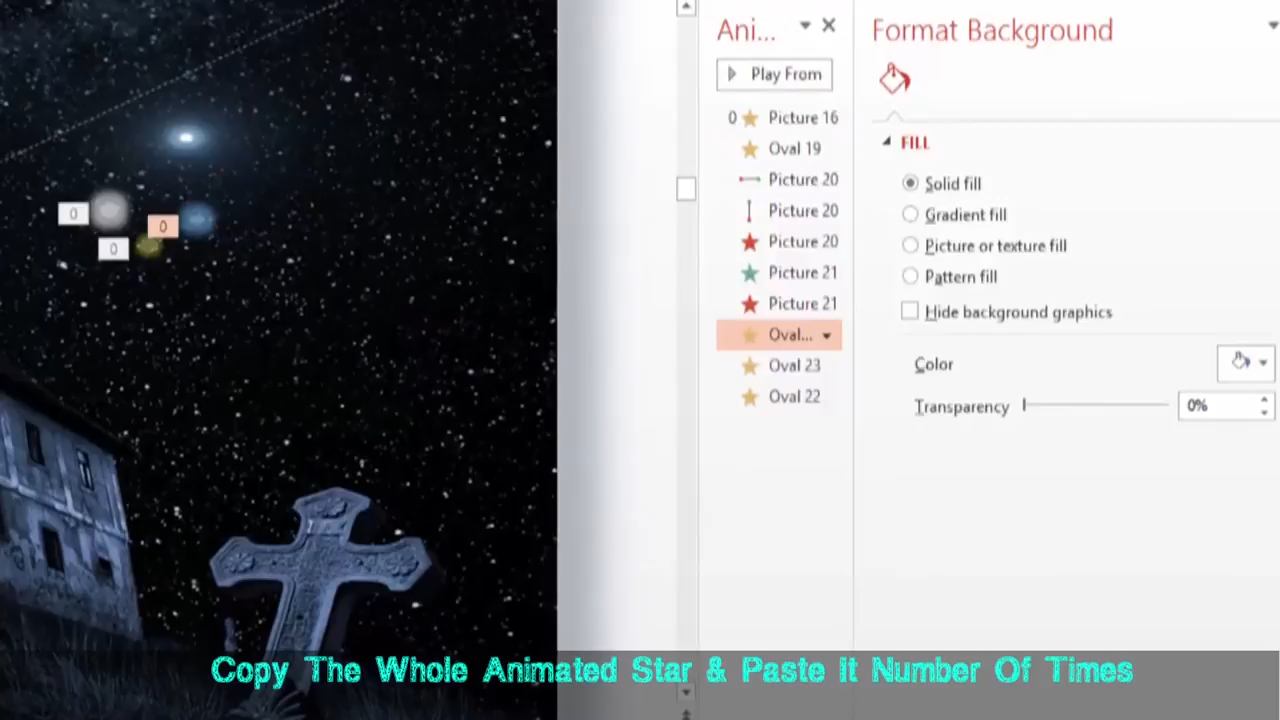 Ani...
Play From
0 Picture 16
Oval 19
Picture 20
Picture 20
Picture 20
Picture 21
Picture 21
Oval...
Oval 23
Oval 22
Format Background
FILL
Solid fill
Gradient fill
Picture or texture fill
Pattern fill
Hide background graphics
Color
Transparency 0%
0
0
0
Copy The Whole Animated Star & Paste It Number Of Times